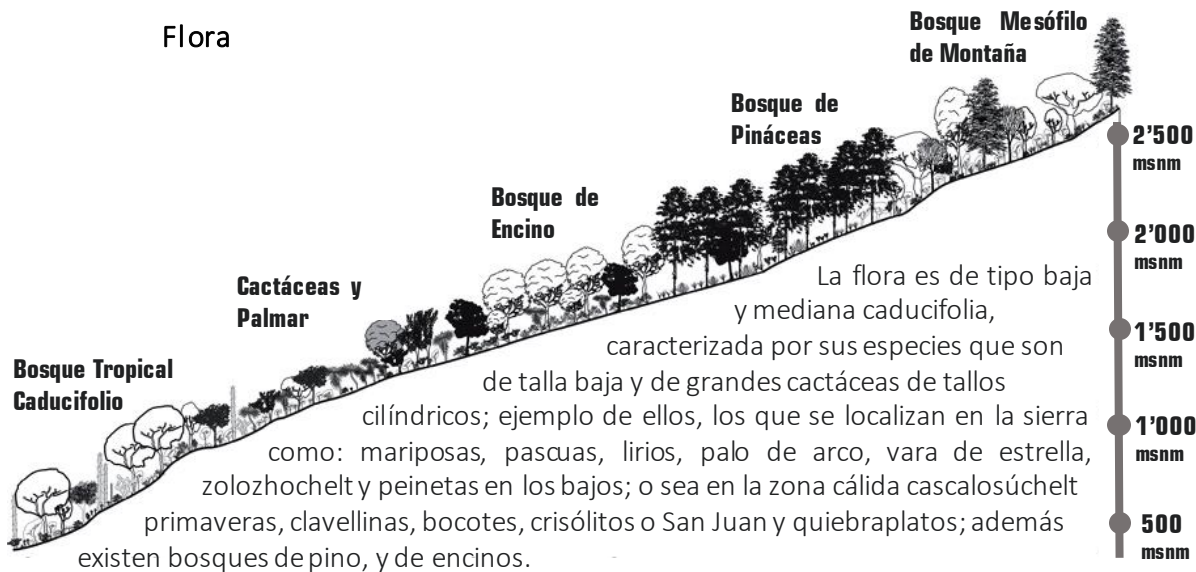 Flora
Bosque Mesófilo
de Montaña
Bosque de
Pináceas
Bosque de
Encino
Cactáceas y
Palmar
Bosque Tropical
Caducifolio
2’500
msnm
2’000
msnm
1’500
msnm
1’000
msnm
500
msnm
La flora es de tipo baja
y mediana caducifolia,
caracterizada por sus especies que son
de talla baja y de grandes cactáceas de tallos
cilíndricos; ejemplo de ellos, los que se localizan en la sierra
como: mariposas, pascuas, lirios, palo de arco, vara de estrella,
zolozhochelt y peinetas en los bajos; o sea en la zona cálida cascalosúchelt
primaveras, clavellinas, bocotes, crisólitos o San Juan y quiebraplatos; además
existen bosques de pino, y de encinos.